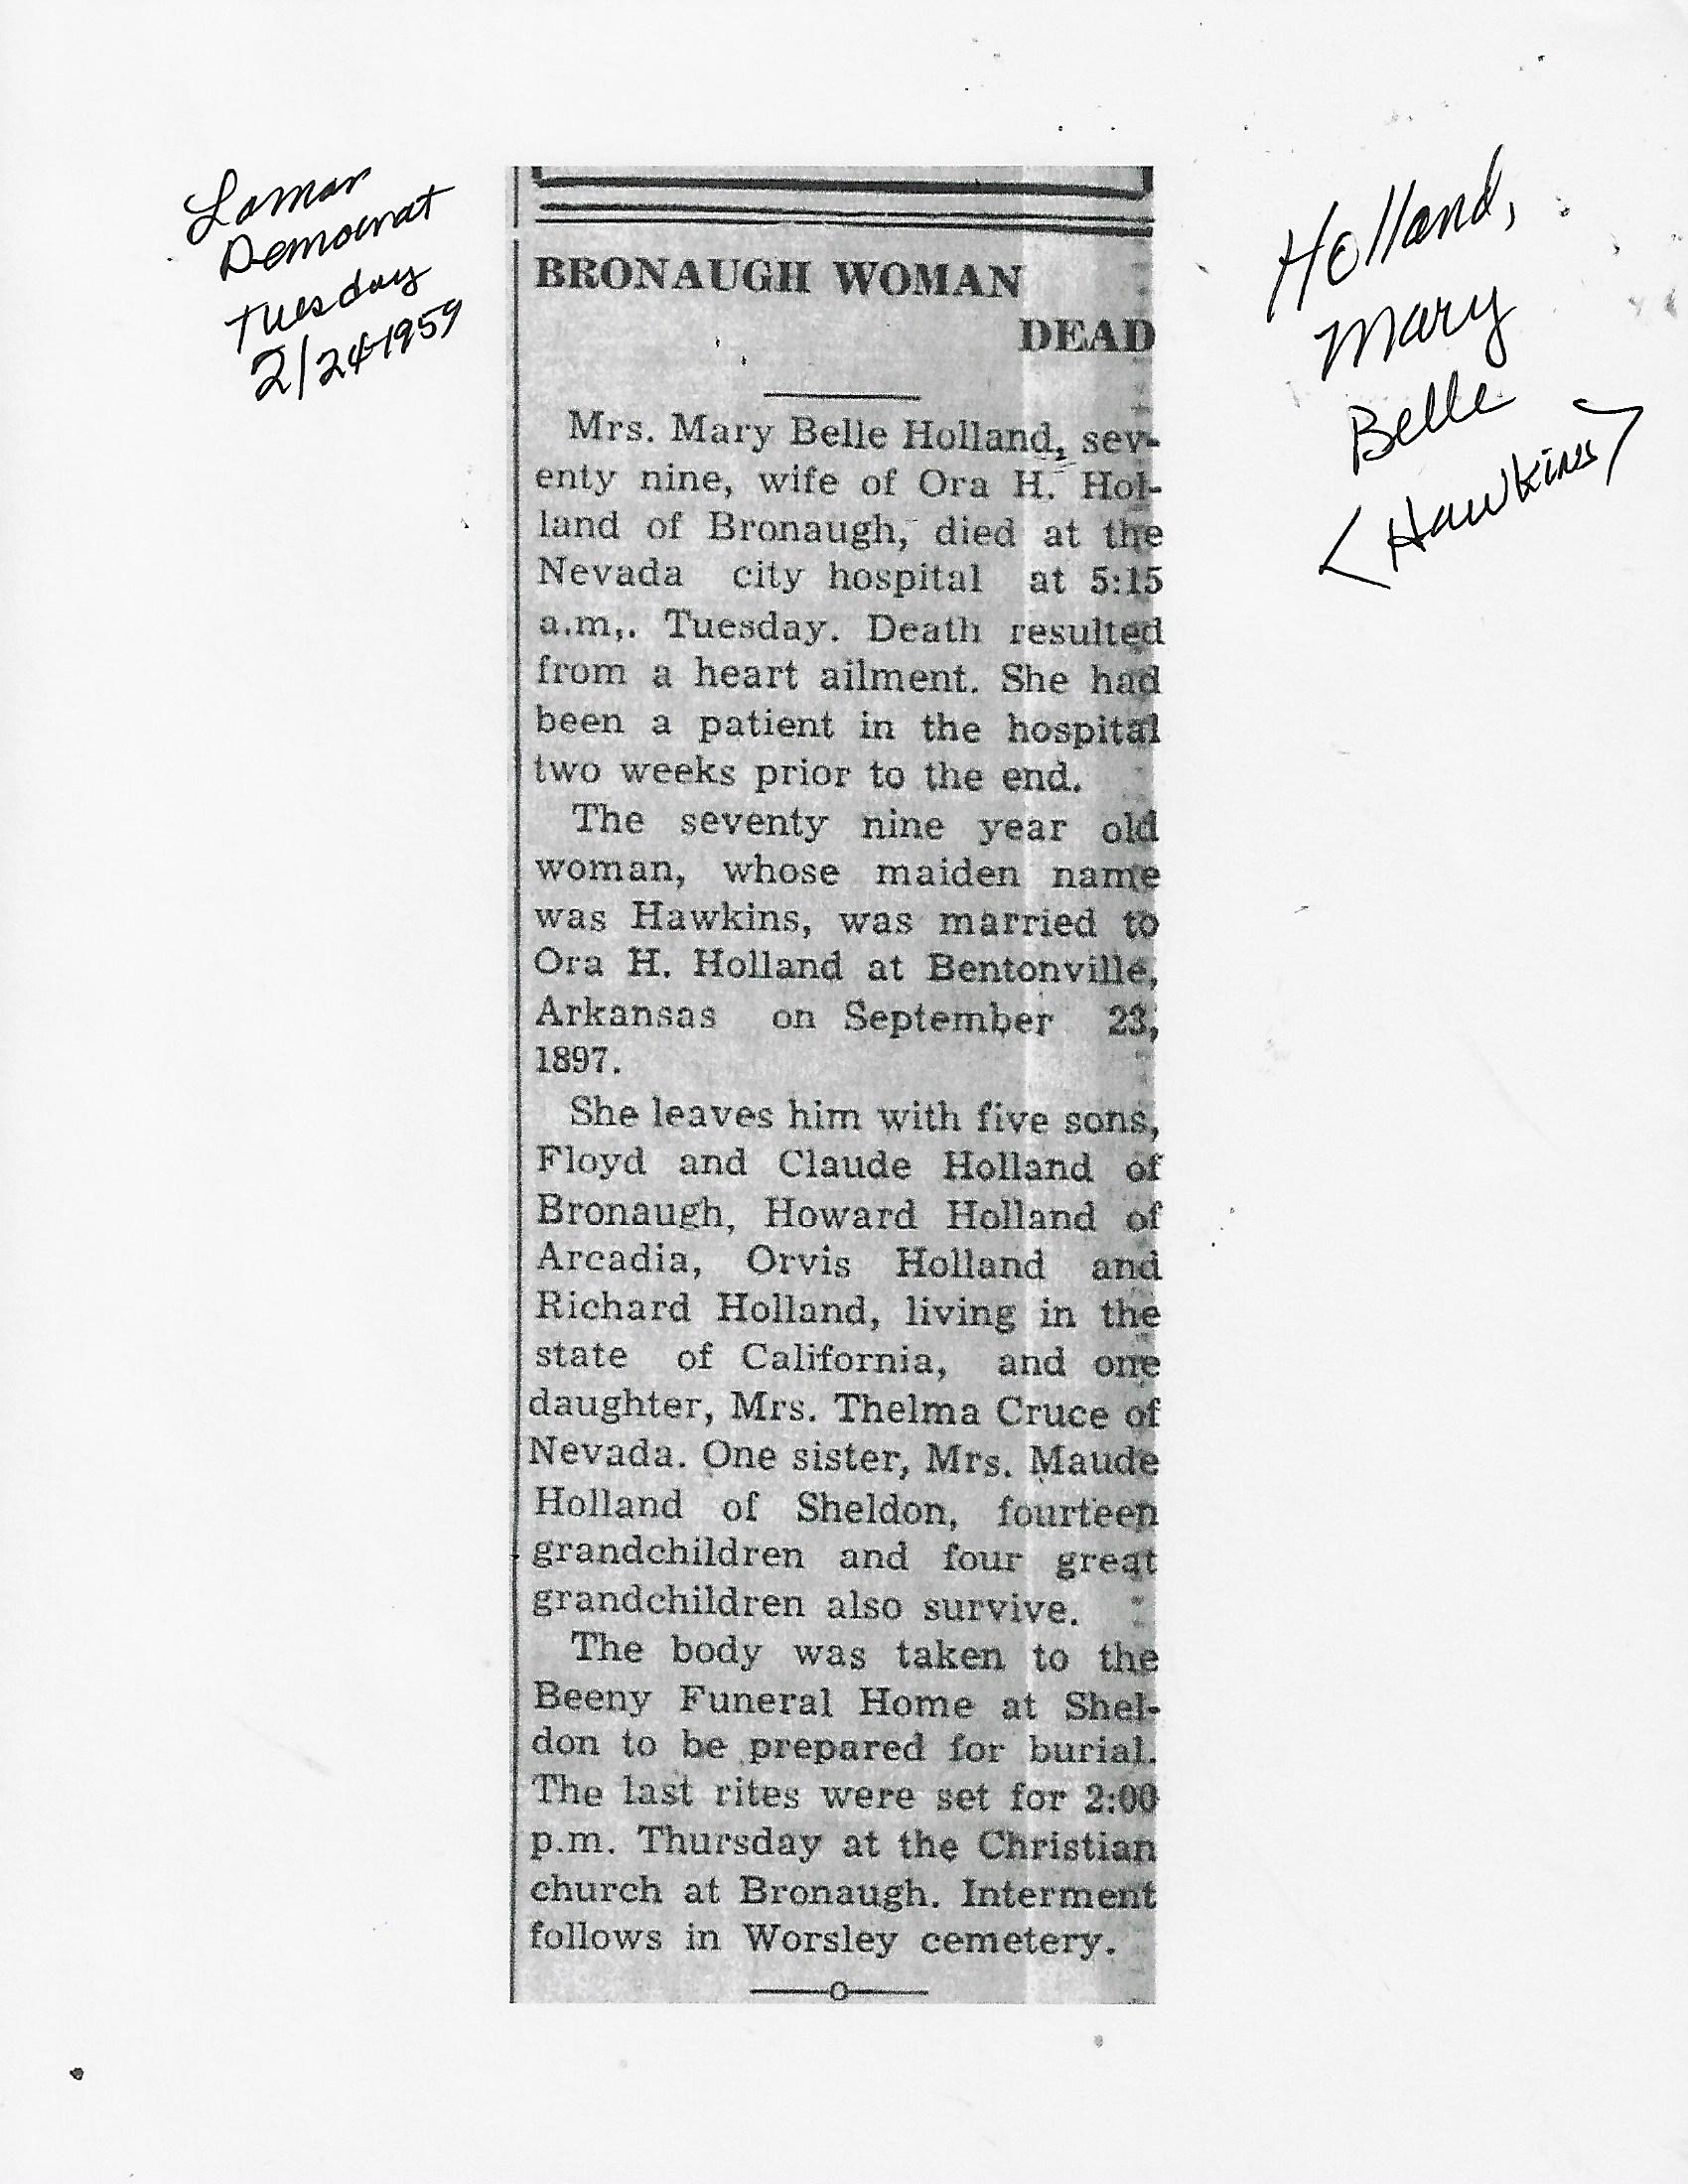 Lamar
Democrat
Tuesday
2/24-1959
Holland,
Mary
Belle
<Hawkins>
BRONAUGH WOMAN
DEAD
Mrs. Mary Belle Holland, sev-
enty nine, wife of Ora H. Hol-
land of Bronaugh, died at the
Nevada city hospital at 5:15
a.m,. Tuesday. Death resulted
from a heart ailment. She had
been a patient in the hospital
two weeks prior to the end.
The seventy nine year old
woman, whose maiden name
was Hawkins, was married to
Ora H. Holland at Bentonville,
Arkansas on September 23,
1897.
She leaves him with five sons,
Floyd and Claude Holland of
Bronaugh, Howard Holland of
Arcadia, Orvis Holland and
Richard Holland, living in the
state of California, and one
daughter, Mrs. Thelma Cruce of
Nevada. One sister, Mrs. Maude
Holland of Sheldon, fourteen
grandchildren and four great
grandchildren also survive.
The body was taken to the
Beeny Funeral Home at Shel-
don to be prepared for burial.
The last rites were set for 2:00
p.m. Thursday at the Christian
church at Bronaugh. Interment
follows in Worsley cemetery.